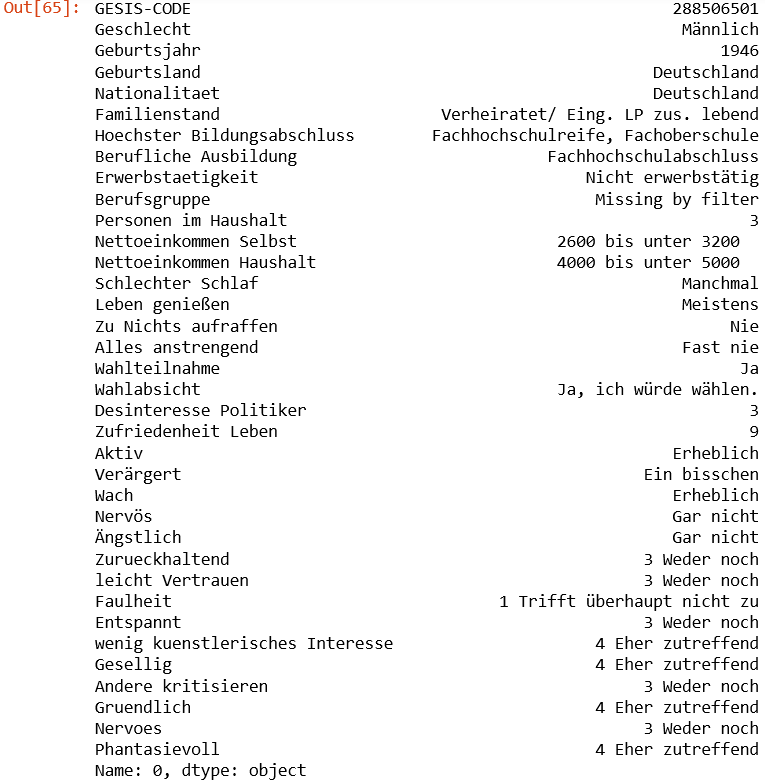 Out[65]: GESIS-CODE 288506501
Geschlecht Männlich
Geburtsjahr 1946
Geburtsland Deutschland
Nationalitaet Deutschland
Familienstand Verheiratet/ Eing. LP zus. lebend
Hoechster Bildungsabschluss Fachhochschulreife, Fachoberschule
Berufliche Ausbildung Fachhochschulabschluss
Erwerbstaetigkeit Nicht erwerbstätig
Berufsgruppe Missing by filter
Personen im Haushalt 3
Nettoeinkommen Selbst 2600 bis unter 3200
Nettoeinkommen Haushalt 4000 bis unter 5000
Schlechter Schlaf Manchmal
Leben genießen Meistens
Zu Nichts aufraffen Nie
Alles anstrengend Fast nie
Wahlteilnahme Ja
Wahlabsicht Ja, ich würde wählen.
Desinteresse Politiker 3
Zufriedenheit Leben 9
Aktiv Erheblich
Verärgert Ein bisschen
Wach Erheblich
Nervös Gar nicht
Ängstlich Gar nicht
Zurueckhaltend 3 Weder noch
leicht Vertrauen 3 Weder noch
Faulheit 1 Trifft überhaupt nicht zu
Entspannt 3 Weder noch
wenig kuenstlerisches Interesse 4 Eher zutreffend
Gesellig 4 Eher zutreffend
Andere kritisieren 3 Weder noch
Gruendlich 4 Eher zutreffend
Nervoes 3 Weder noch
Phantasievoll 4 Eher zutreffend
Name: 0, dtype: object